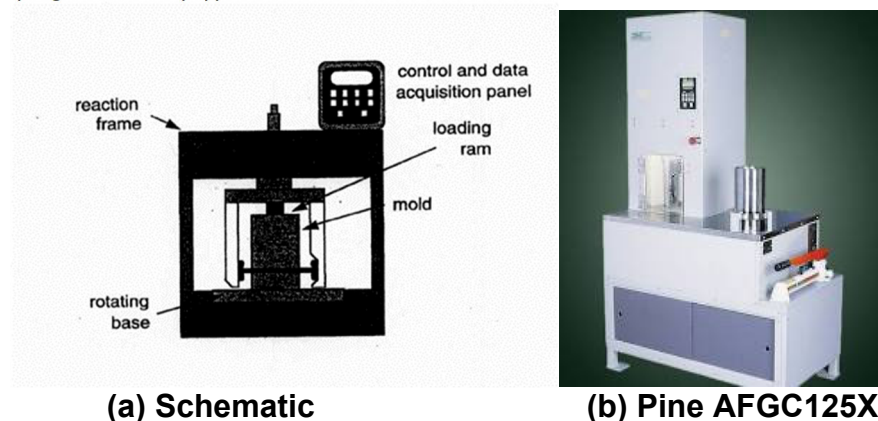 control and data
acquisition panel
reaction
frame
loading
ram
mold
rotating
base
(a) Schematic
(b) Pine AFGC125X